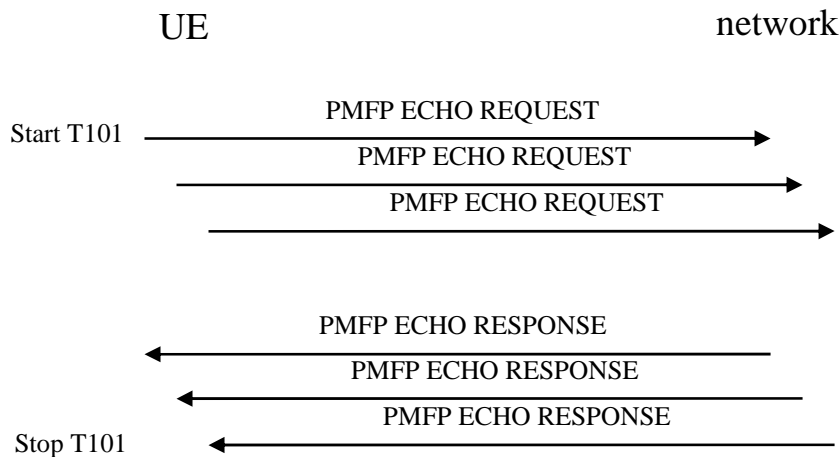 UE network
PMFP ECHO REQUEST
Start T101
PMFP ECHO REQUEST
PMFP ECHO REQUEST
PMFP ECHO RESPONSE
PMFP ECHO RESPONSE
PMFP ECHO RESPONSE
Stop T101